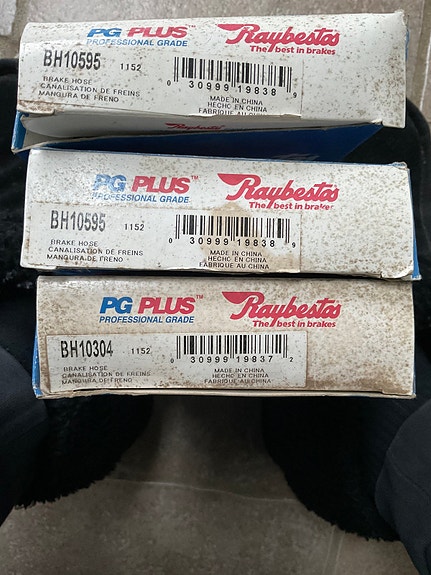 PG PLUS™
PROFESSIONAL GRADE
Raybestos
The best in brakes
BH10595 1152
BRAKE HOSE
CANALISATION DE FREINS
MANGURA DE FRENO
0 30999 19838 9
MADE IN CHINA
HECHO EN CHINA
FABRIQUE AU CHINA
Raybestos
PG PLUS™
PROFESSIONAL GRADE
Raybestos
The best in brakes
BH10595 1152
BRAKE HOSE
CANALISATION DE FREINS
MANGURA DE FRENO
0 30999 19838 9
MADE IN CHINA
HECHO EN CHINA
FABRIQUE AU CHINA
PG PLUS™
PROFESSIONAL GRADE
Raybestos
The best in brakes
BH10304 1152
BRAKE HOSE
CANALISATION DE FREINS
MANGURA DE FRENO
0 30999 19837 2
MADE IN CHINA
HECHO EN CHINA
FABRIQUE AU CHINA